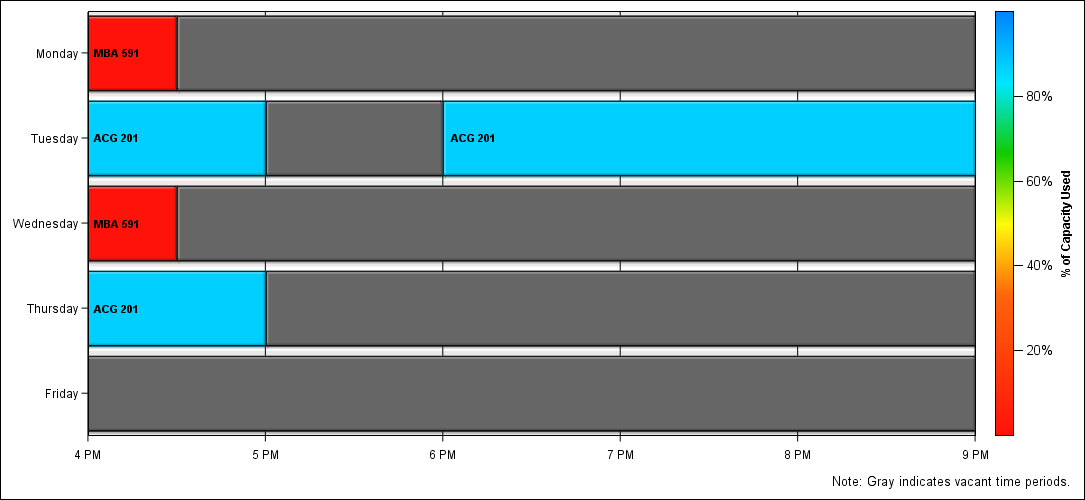 Monday
MBA 591
Tuesday
ACG 201
ACG 201
Wednesday
MBA 591
Thursday
ACG 201
Friday
4 PM 5 PM 6 PM 7 PM 8 PM 9 PM
80%
60%
40%
20%
% of Capacity Used
Note: Gray indicates vacant time periods.